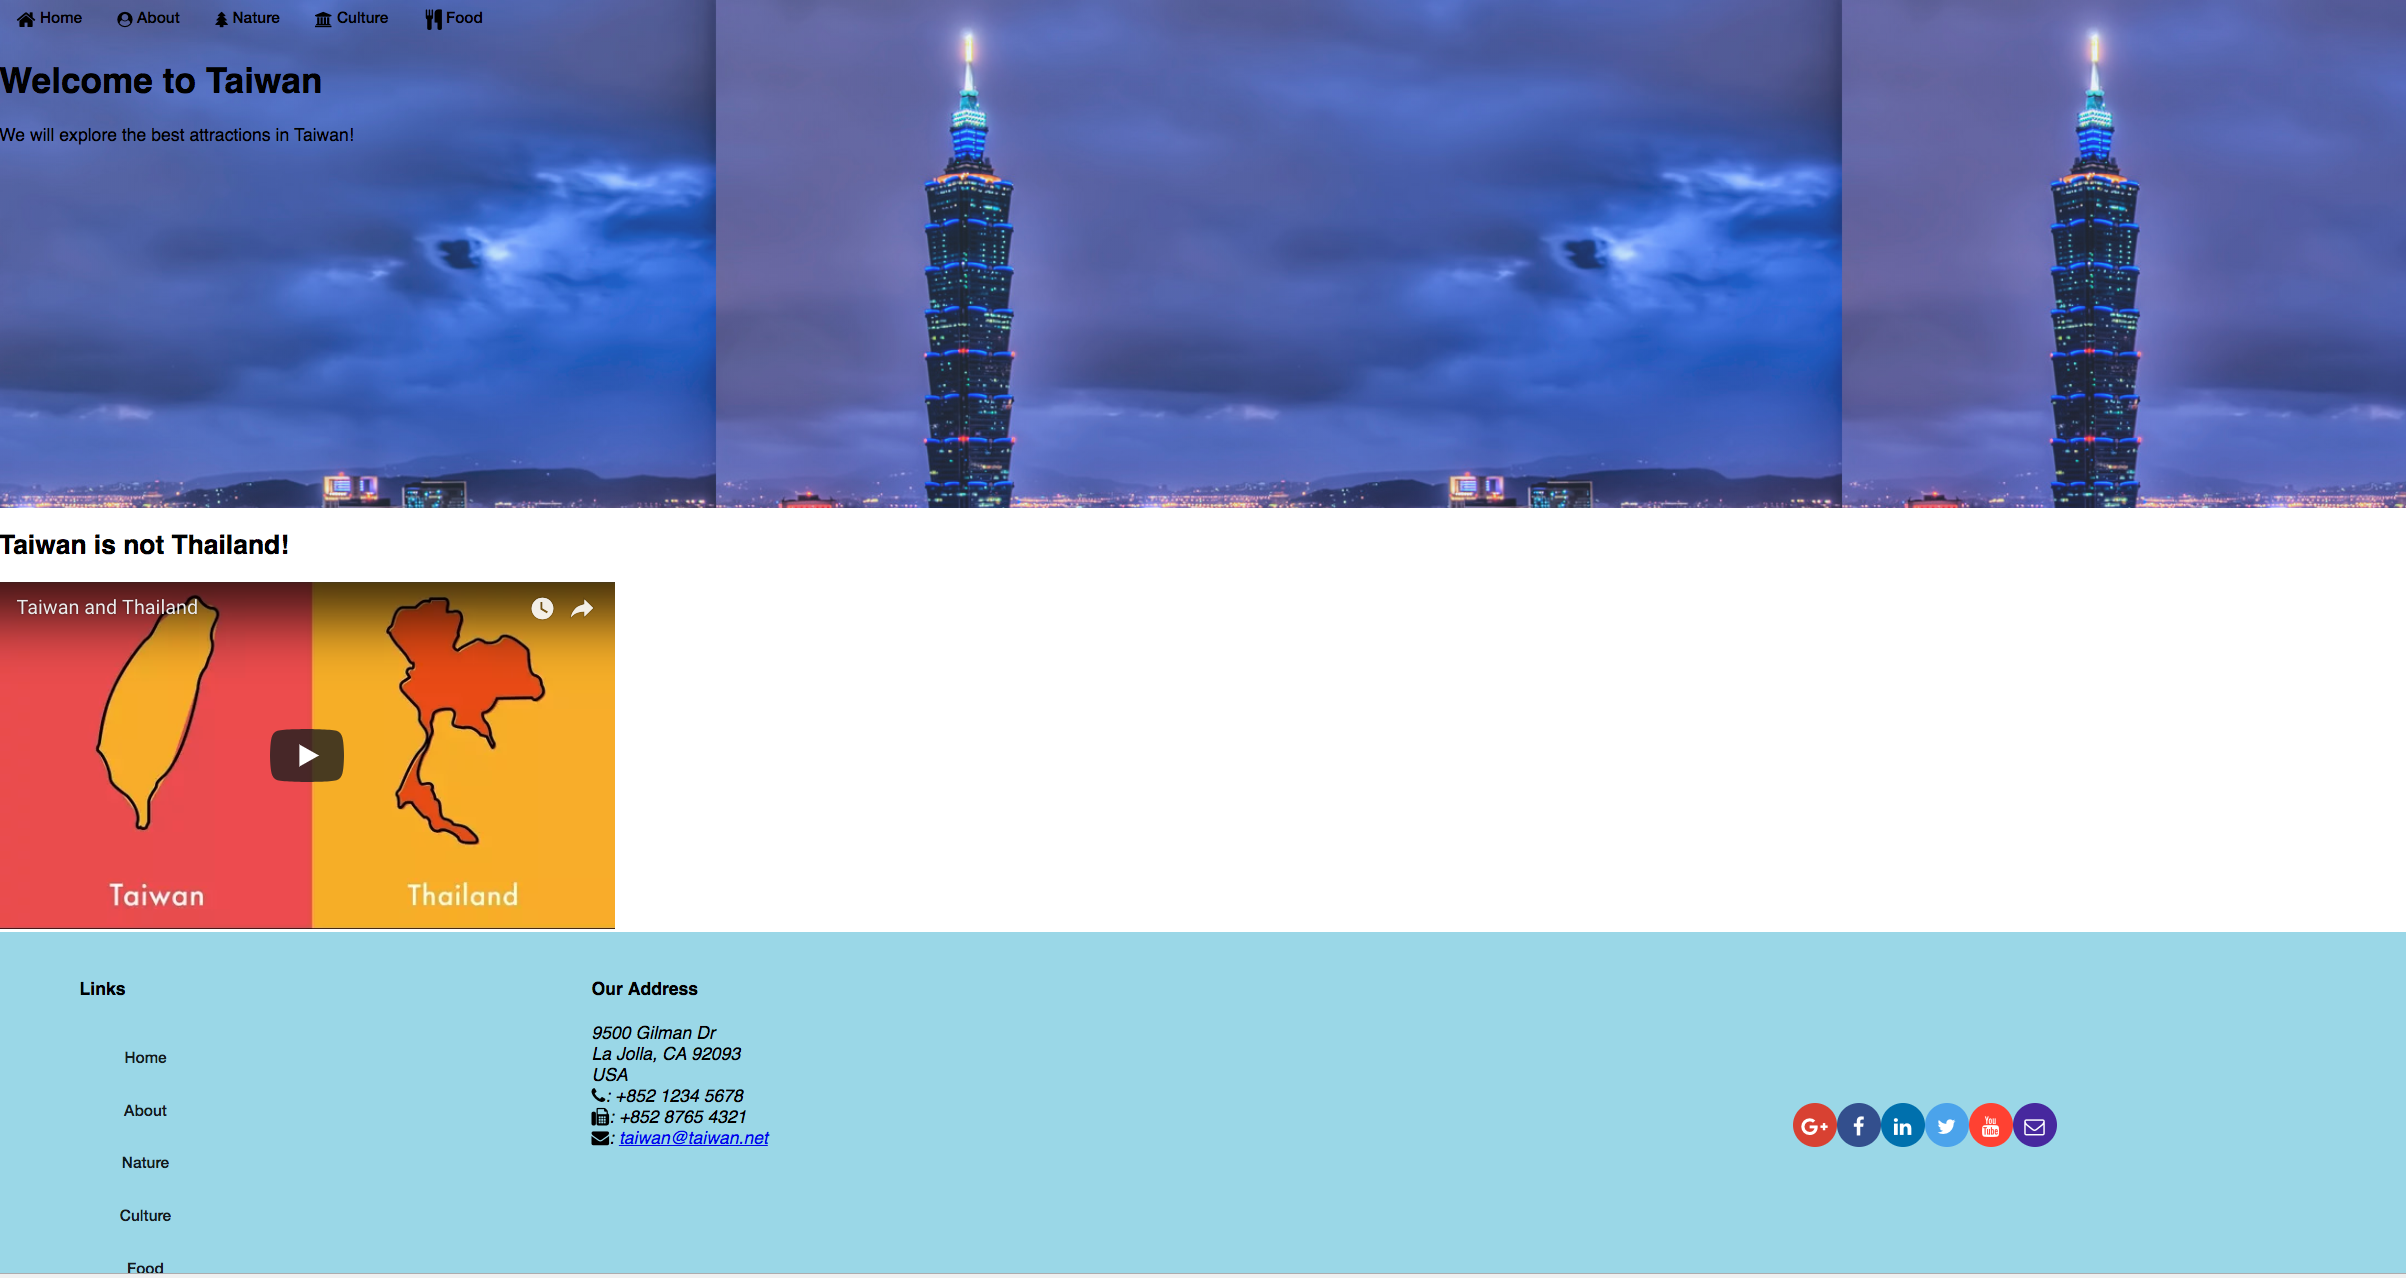 Home About Nature Culture Food
Welcome to Taiwan
We will explore the best attractions in Taiwan!
Taiwan is not Thailand!
Taiwan and Thailand
Taiwan Thailand
Links
Home
About
Nature
Culture
Food
Our Address
9500 Gilman Dr
La Jolla, CA 92093
USA
: +852 1234 5678
: +852 8765 4321
: taiwan@taiwan.net
G+ f in You Tube